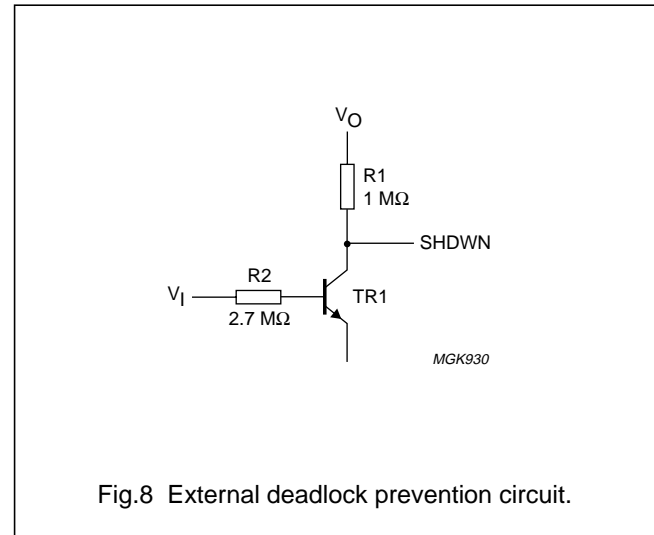 VO
R1
1 MΩ
SHDWN
R2
VI
TR1
2.7 MΩ
MGK930
Fig.8 External deadlock prevention circuit.